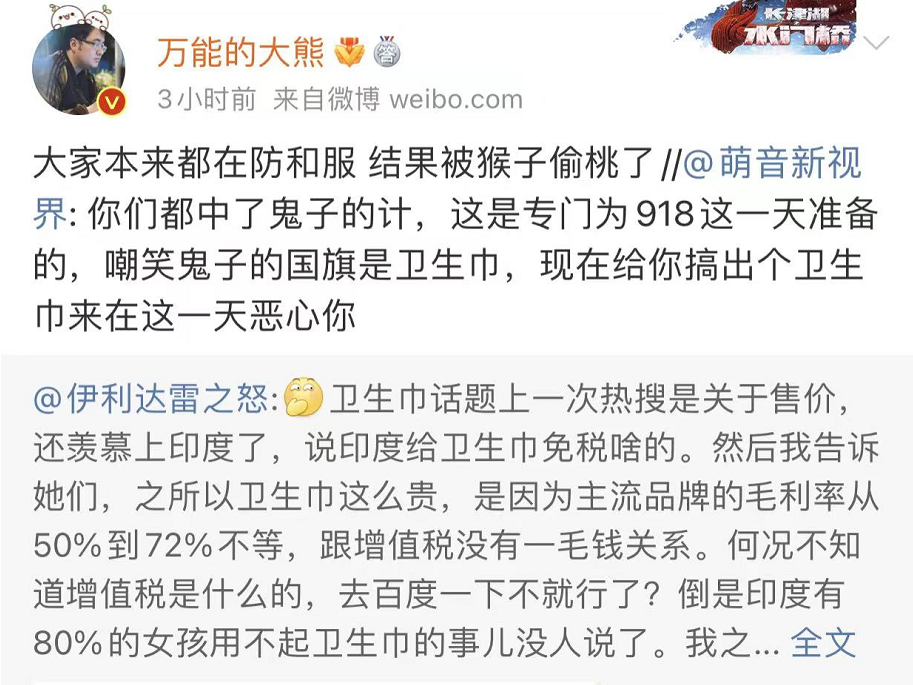 长津湖
水门桥
万能的大熊
答
3小时前 来自微博 weibo.com
大家本来都在防和服 结果被猴子偷桃了//@萌音新视
界: 你们都中了鬼子的计，这是专门为918这一天准备
的，嘲笑鬼子的国旗是卫生巾，现在给你搞出个卫生
巾来在这一天恶心你
@伊利达雷之怒:卫生巾话题上一次热搜是关于售价，
还羡慕上印度了，说印度给卫生巾免税啥的。然后我告诉
她们，之所以卫生巾这么贵，是因为主流品牌的毛利率从
50%到72%不等，跟增值税没有一毛钱关系。何况不知
道增值税是什么的，去百度一下不就行了？倒是印度有
80%的女孩用不起卫生巾的事儿没人说了。我之... 全文